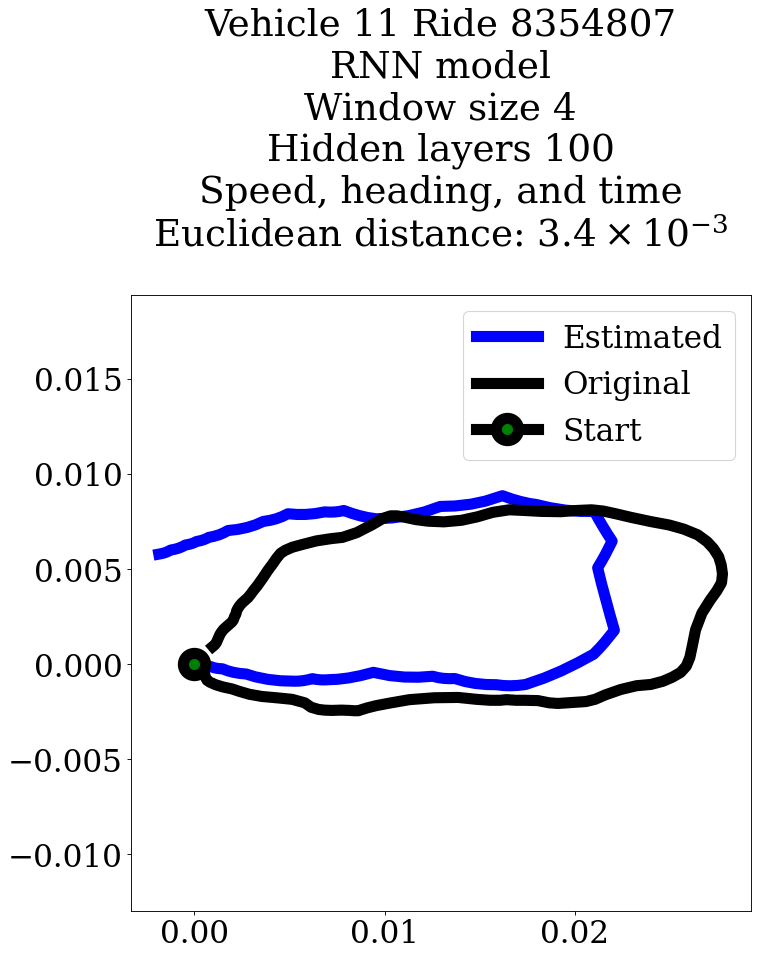 Vehicle 11 Ride 8354807
RNN model
Window size 4
Hidden layers 100
Speed, heading, and time
Euclidean distance: 3.4 × 10⁻³
Estimated
Original
Start
0.015
0.010
0.005
0.000
−0.005
−0.010
0.00 0.01 0.02